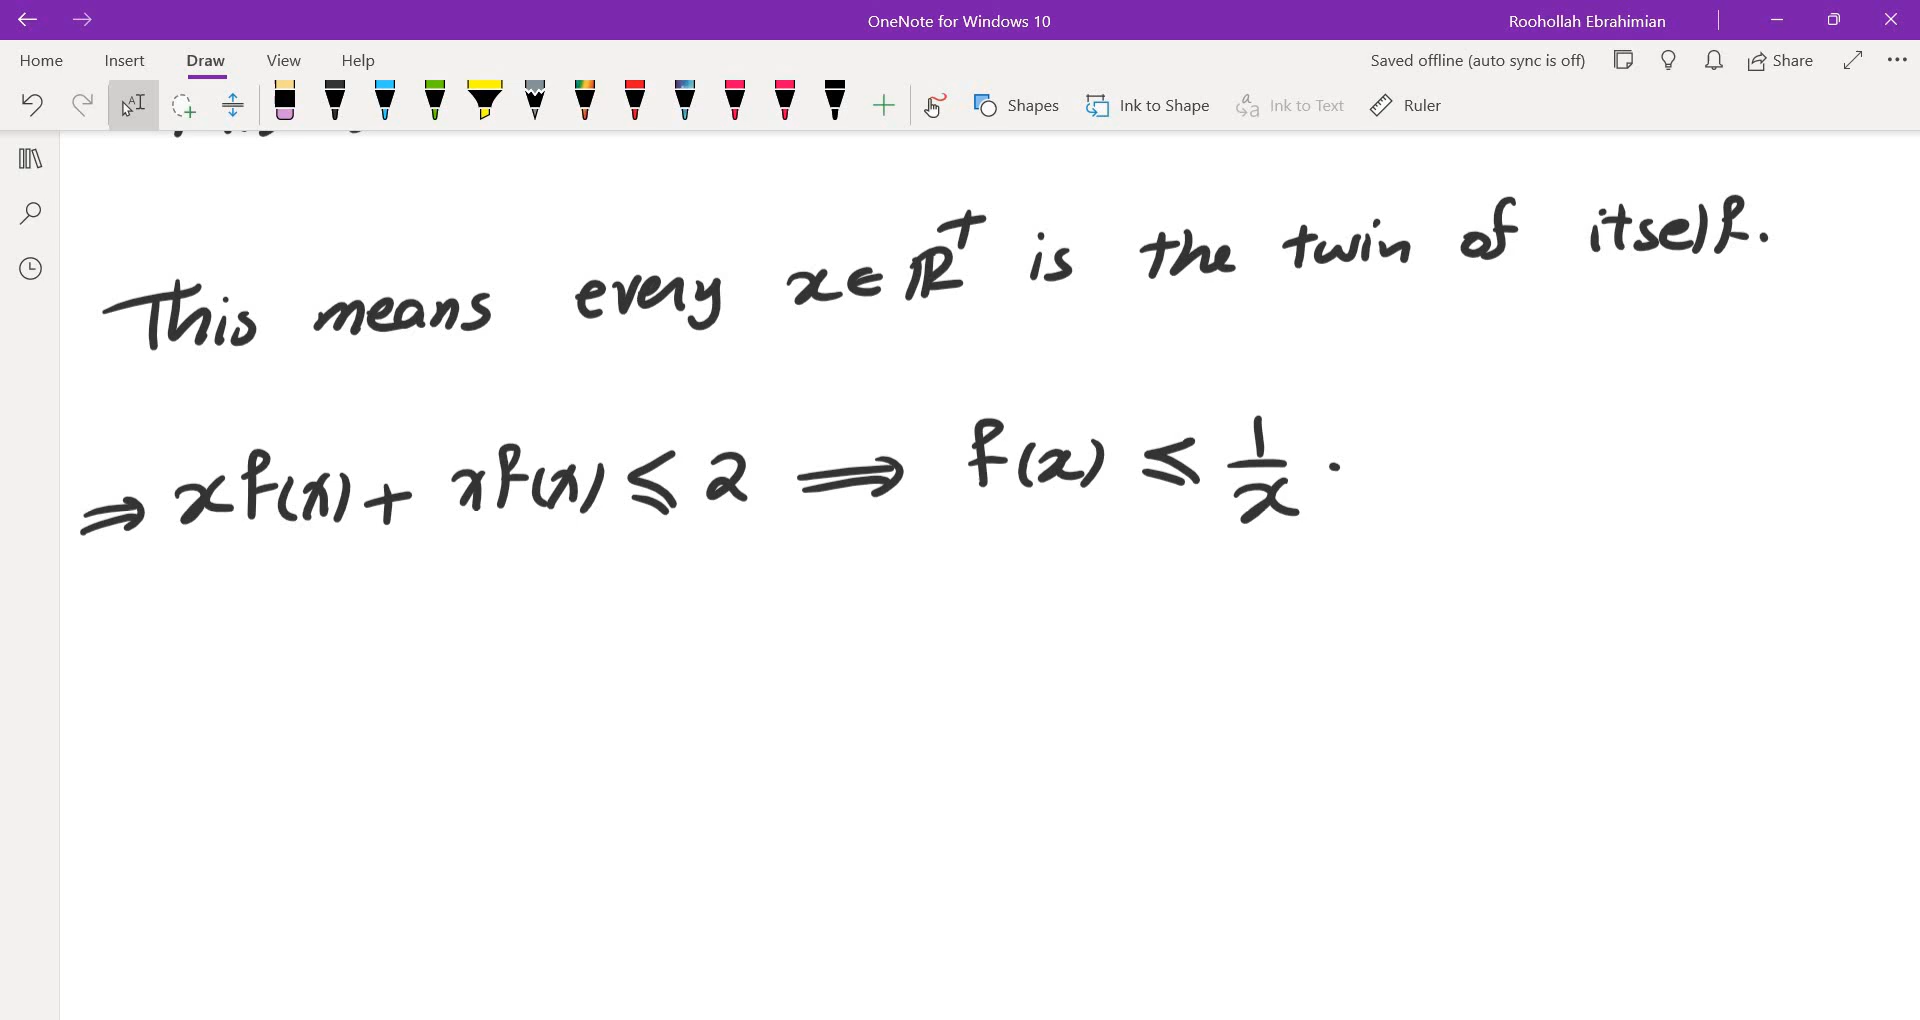 OneNote for Windows 10
Roohollah Ebrahimian
Home Insert Draw View Help
Saved offline (auto sync is off) Share
Shapes Ink to Shape Ink to Text Ruler
This means every x ∈ ℝ⁺ is the twin of itself.
⇒ xf(x) + xf(x) ≤ 2 ⟹ f(x) ≤ 1/x .